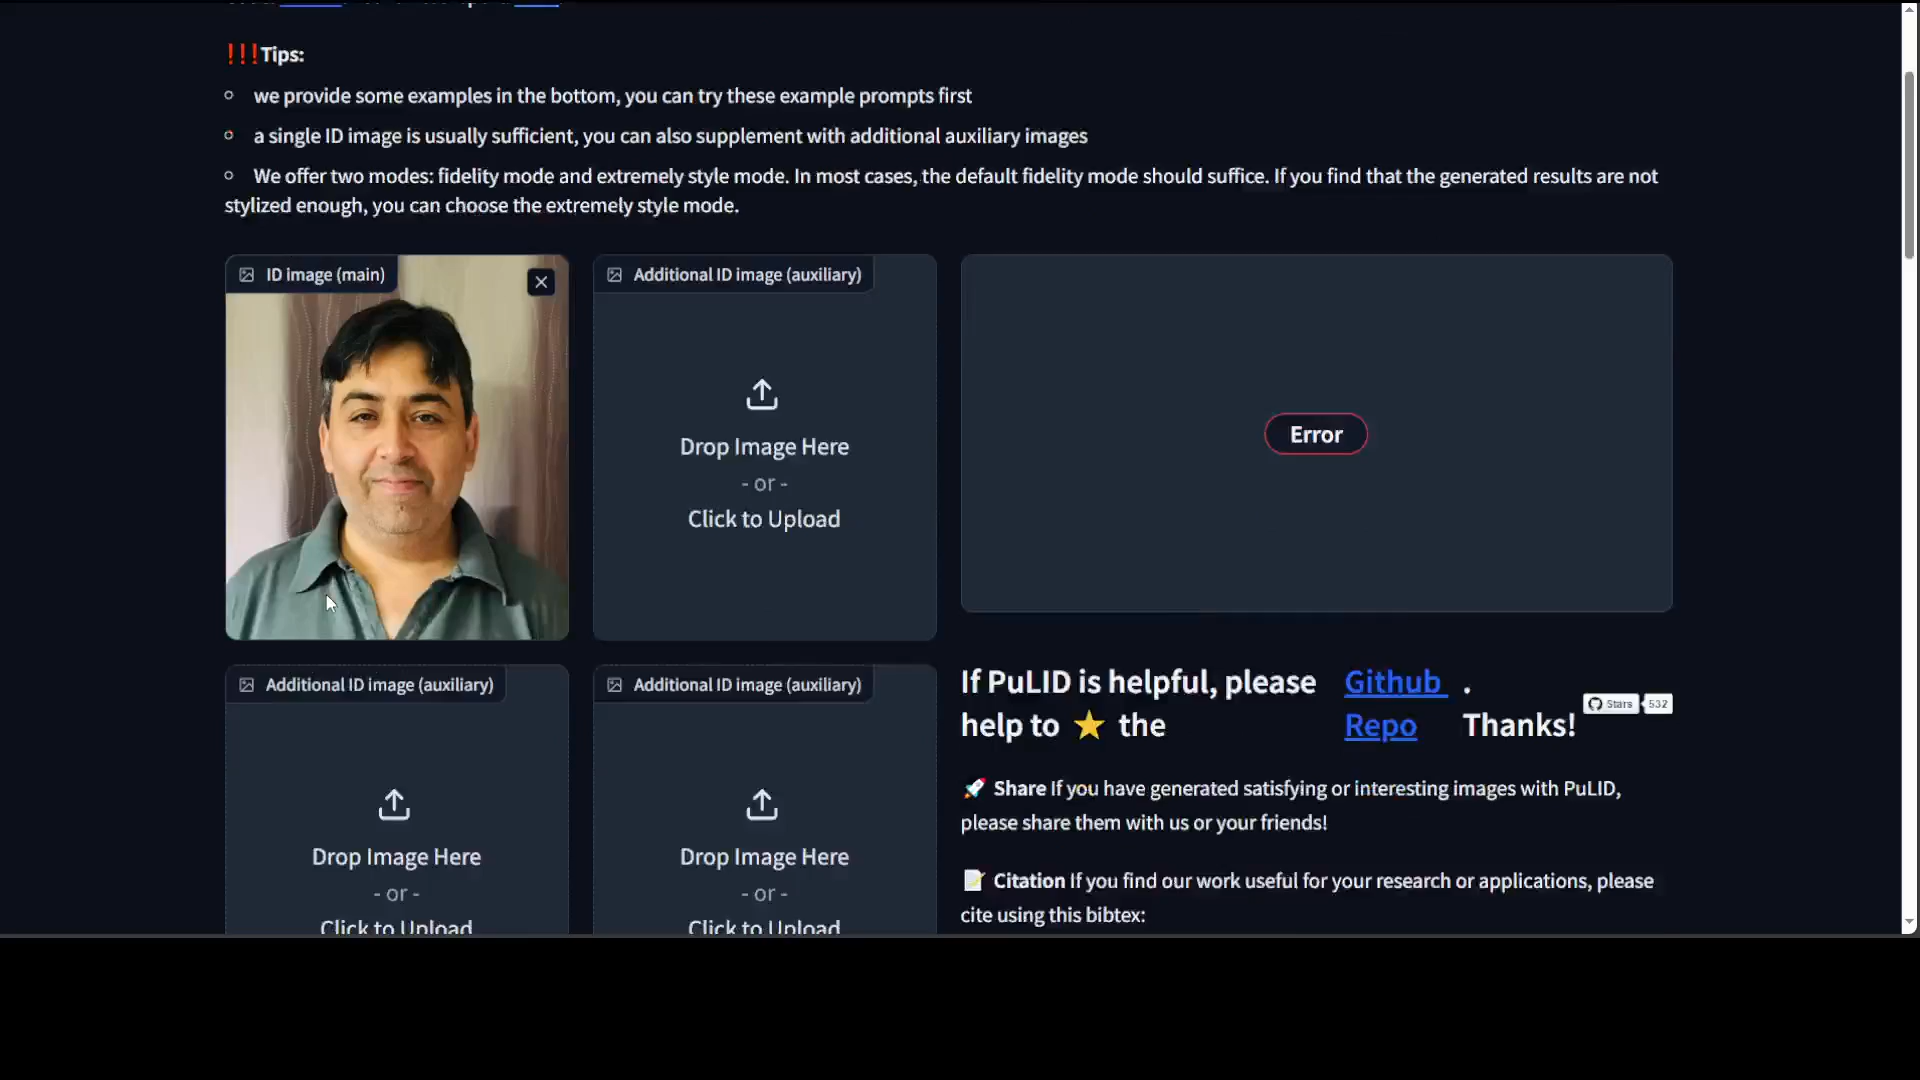 !!!Tips:
we provide some examples in the bottom, you can try these example prompts first
a single ID image is usually sufficient, you can also supplement with additional auxiliary images
We offer two modes: fidelity mode and extremely style mode. In most cases, the default fidelity mode should suffice. If you find that the generated results are not
stylized enough, you can choose the extremely style mode.
ID image (main)
Additional ID image (auxiliary)
Drop Image Here
- or -
Click to Upload
Error
Additional ID image (auxiliary)
Drop Image Here
- or -
Click to Upload
Additional ID image (auxiliary)
Drop Image Here
- or -
Click to Upload
If PuLID is helpful, please
help to ⭐ the
Github
Repo
.
Thanks!
Stars 532
🚀 Share If you have generated satisfying or interesting images with PuLID,
please share them with us or your friends!
📝 Citation If you find our work useful for your research or applications, please
cite using this bibtex: